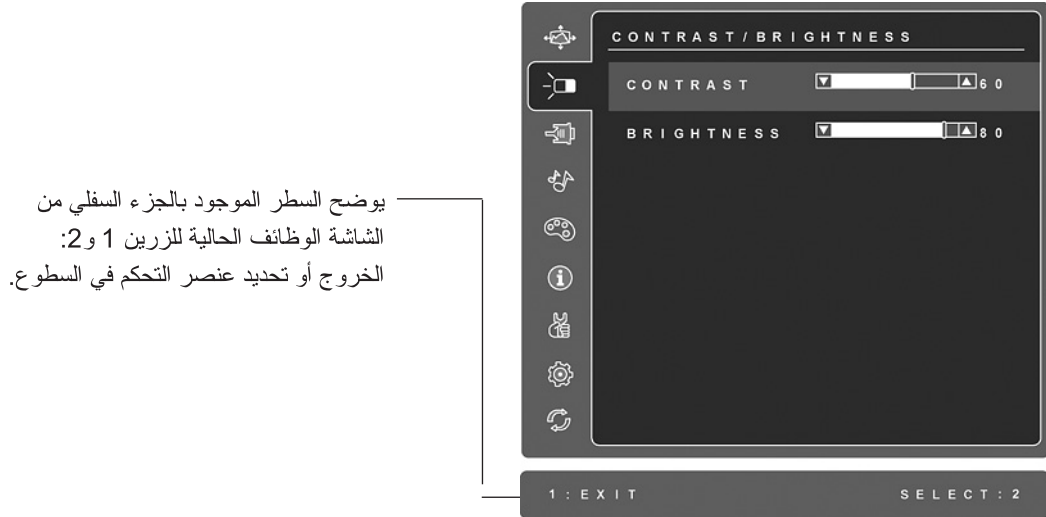 CONTRAST/BRIGHTNESS
CONTRAST 60
BRIGHTNESS 80
يوضح السطر الموجود بالجزء السفلي من
الشاشة الوظائف الحالية للزرين 1 و2:
الخروج أو تحديد عنصر التحكم في السطوع.
1:EXIT SELECT:2